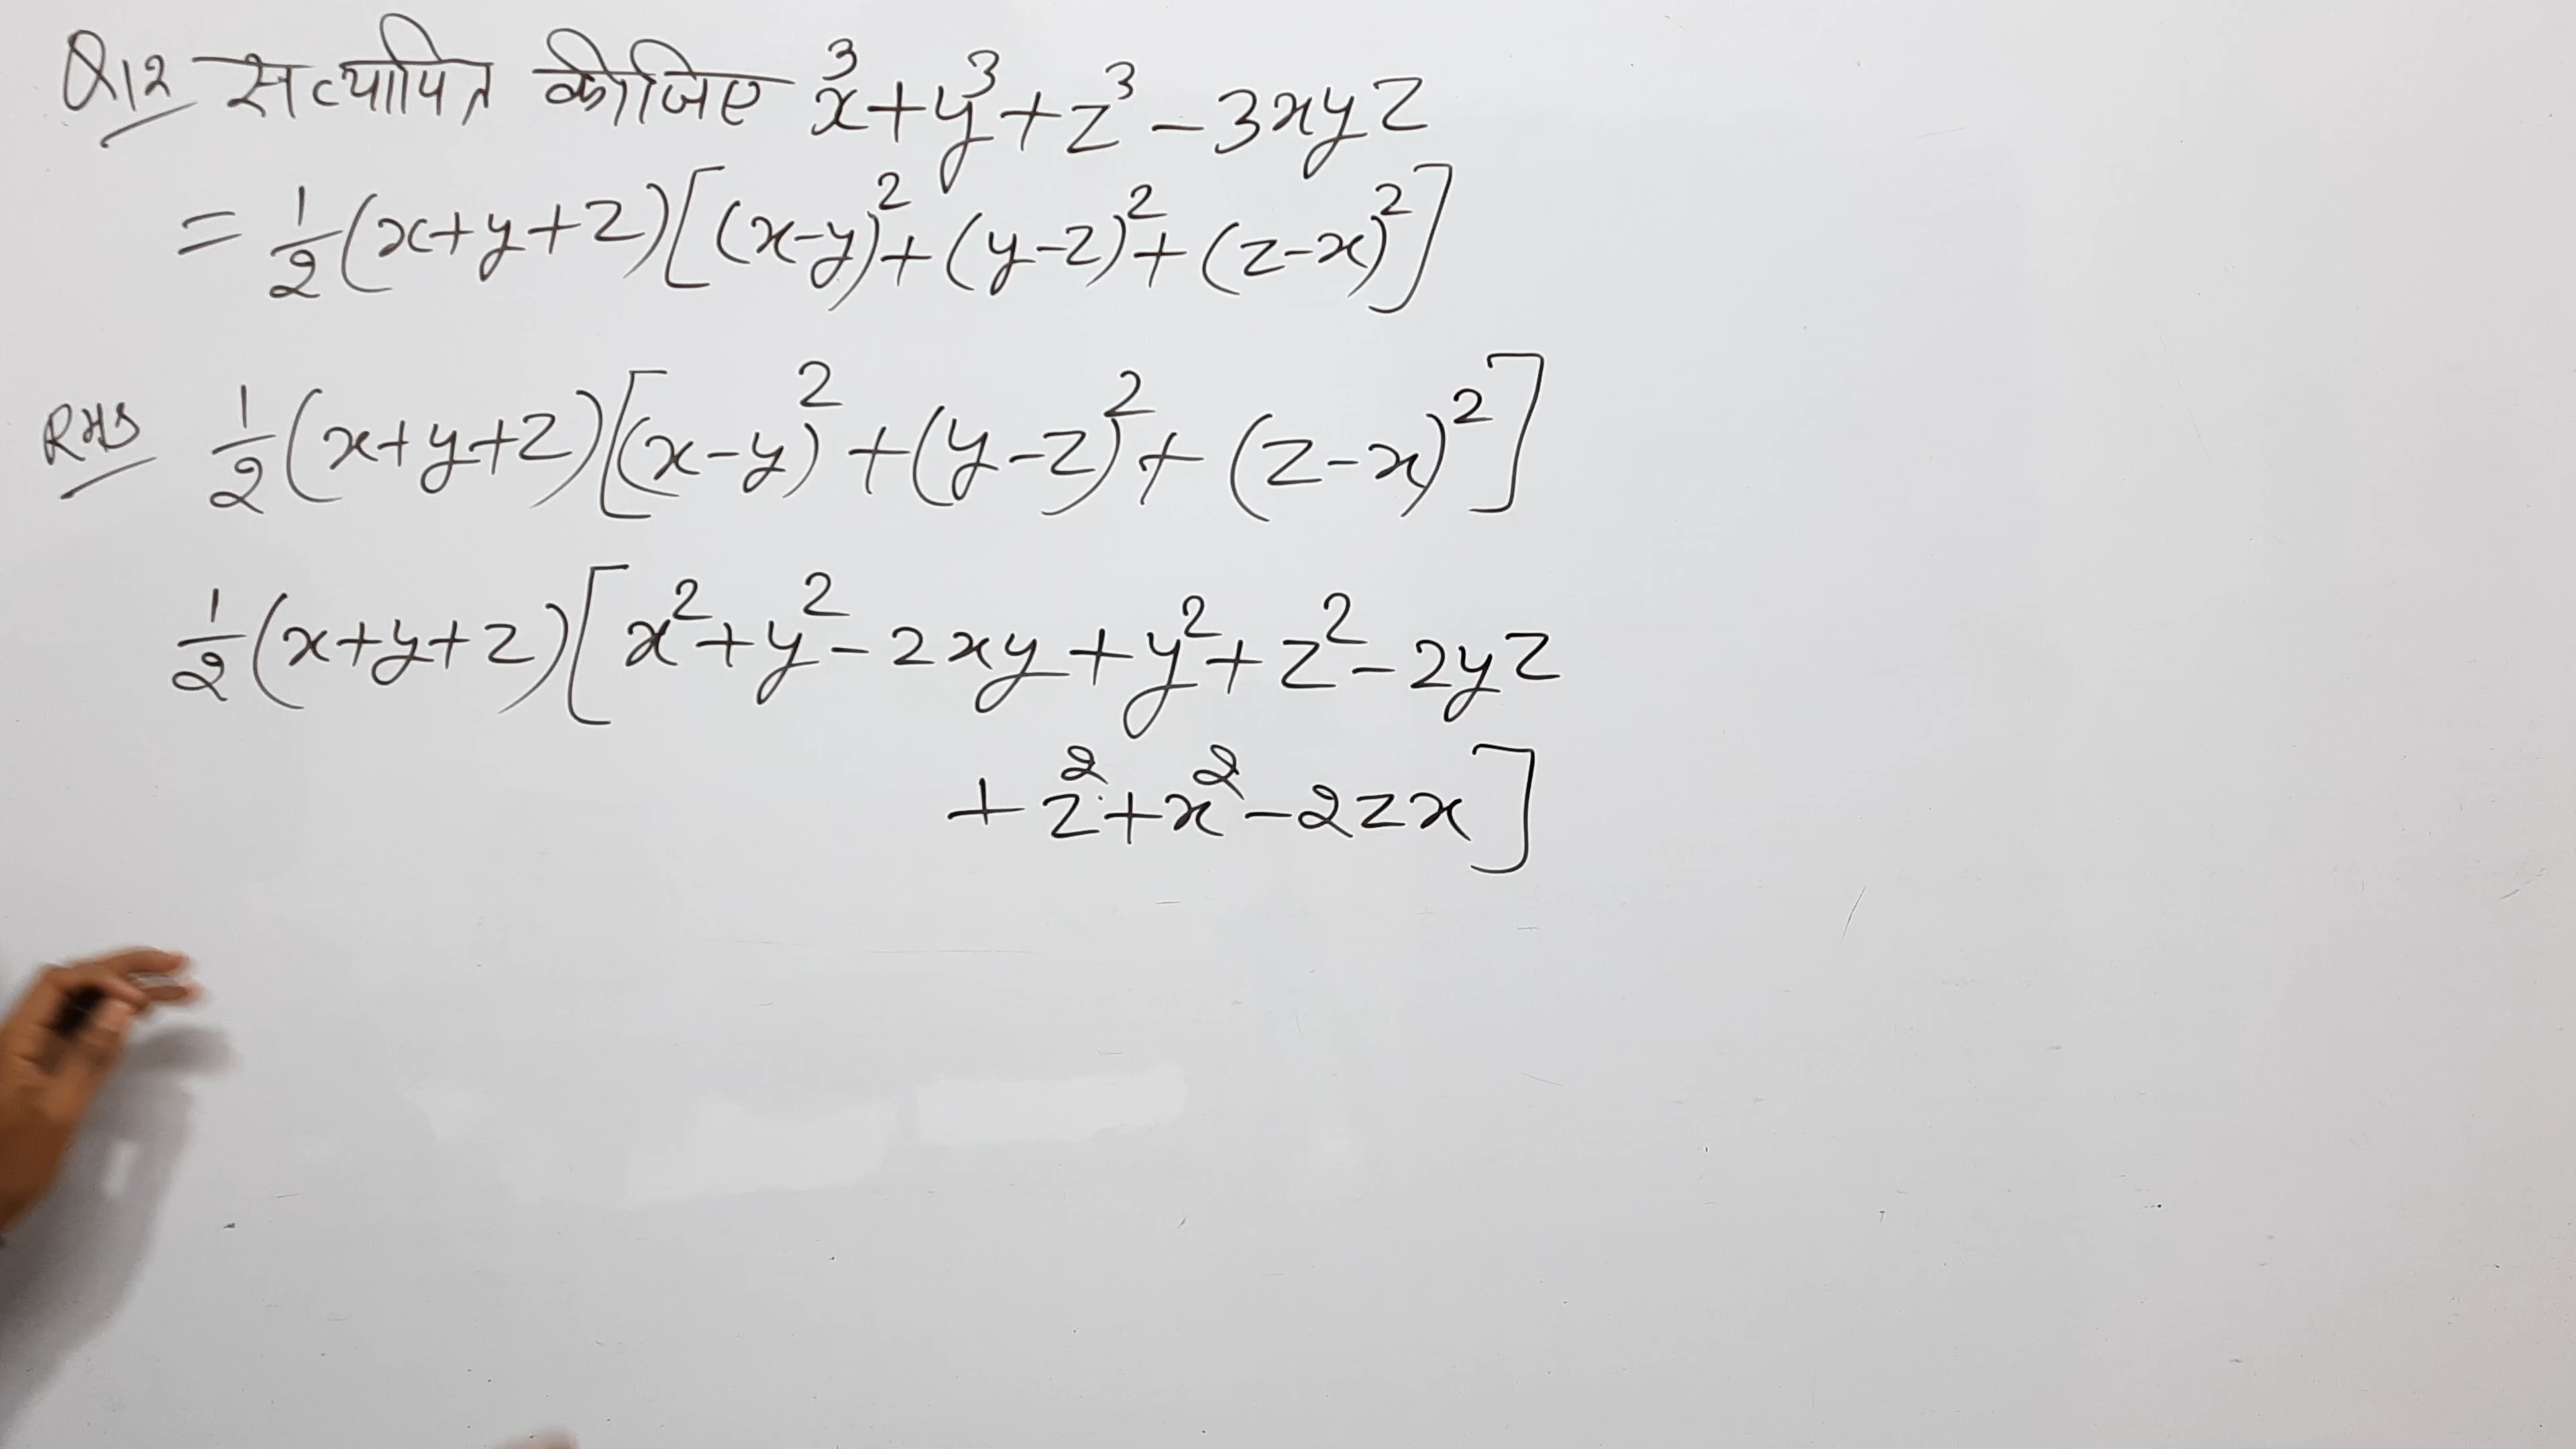 Q12 सत्यापित कीजिए x³+y³+z³-3xyz
= 1/2(x+y+z)[(x-y)²+(y-z)²+(z-x)²]
RHS 1/2(x+y+z)[(x-y)²+(y-z)²+(z-x)²]
1/2(x+y+z)[x²+y²-2xy+y²+z²-2yz
+z²+x²-2zx]